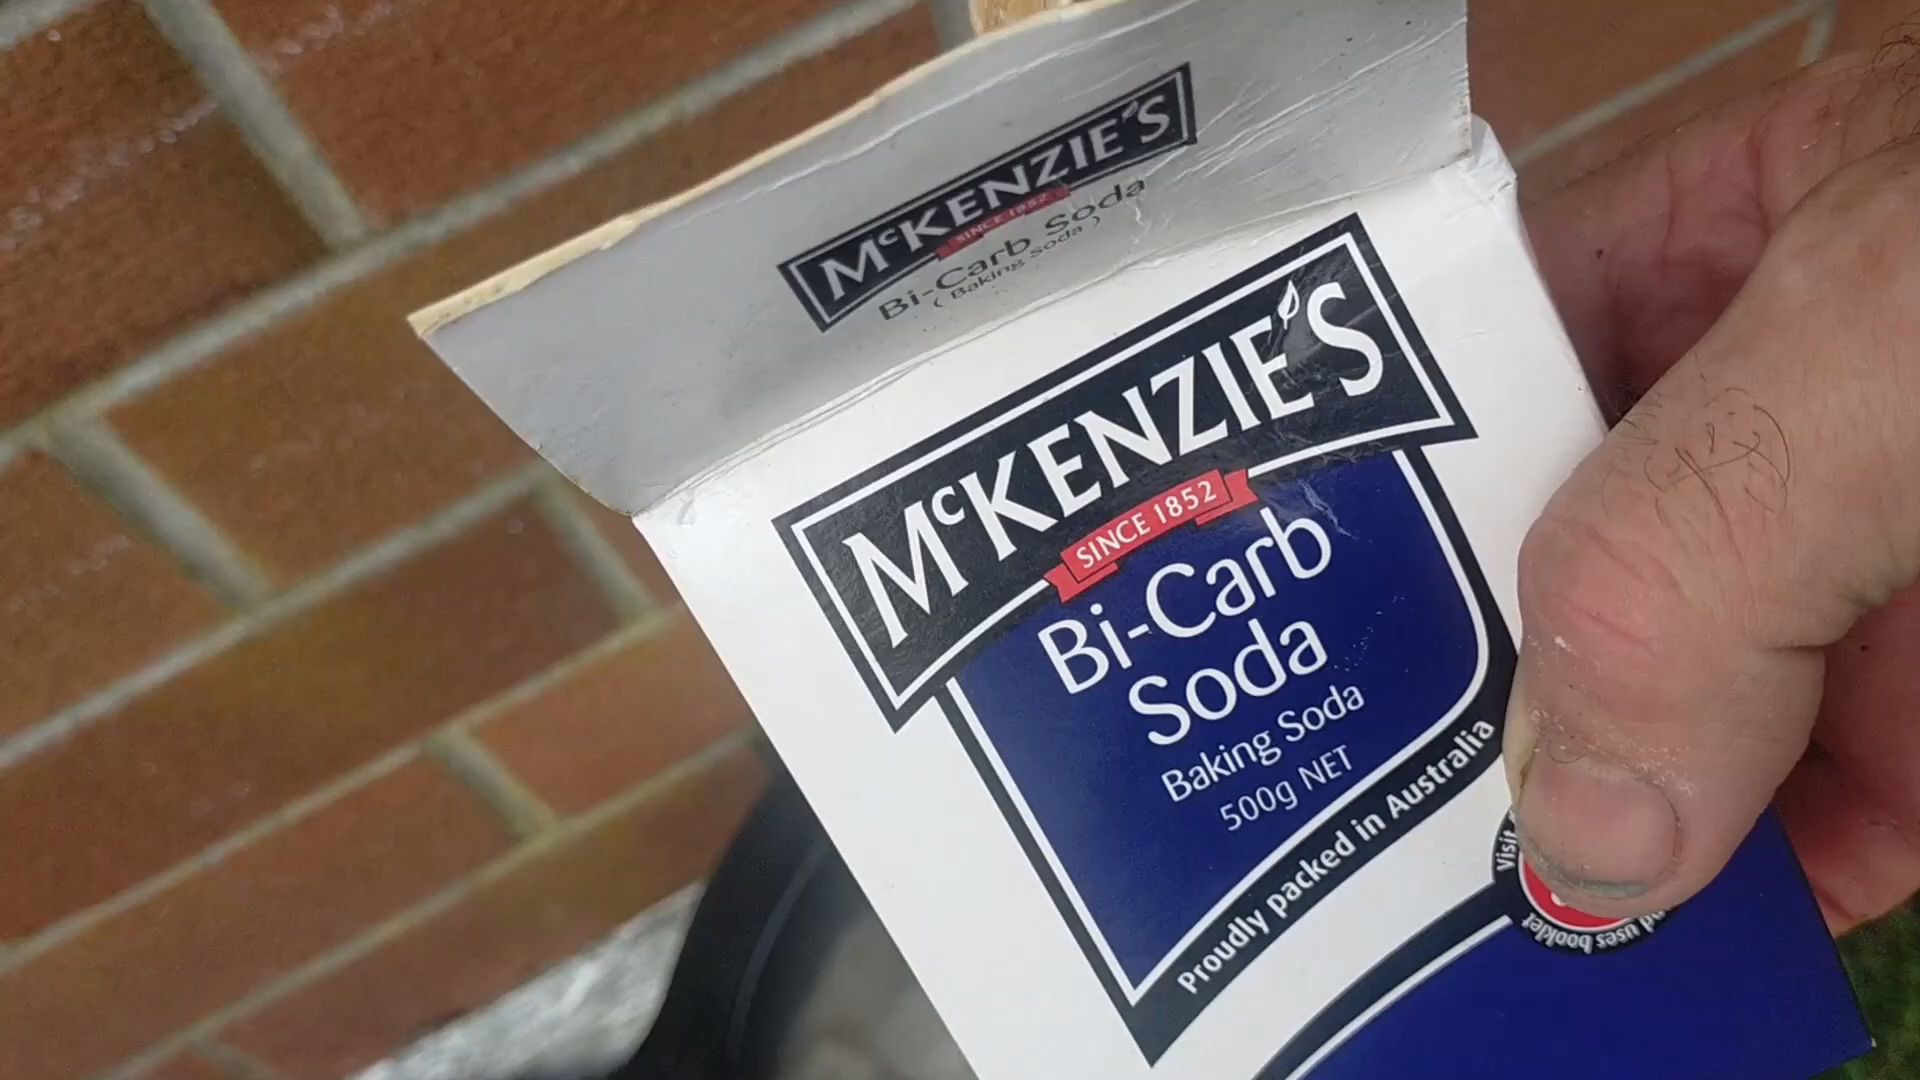 McKENZIE'S
SINCE 1852
Bi-Carb Soda
( Baking Soda )
McKENZIE'S
SINCE 1852
Bi-Carb
Soda
Baking Soda
500g NET
Proudly packed in Australia
Visit
uses booklet